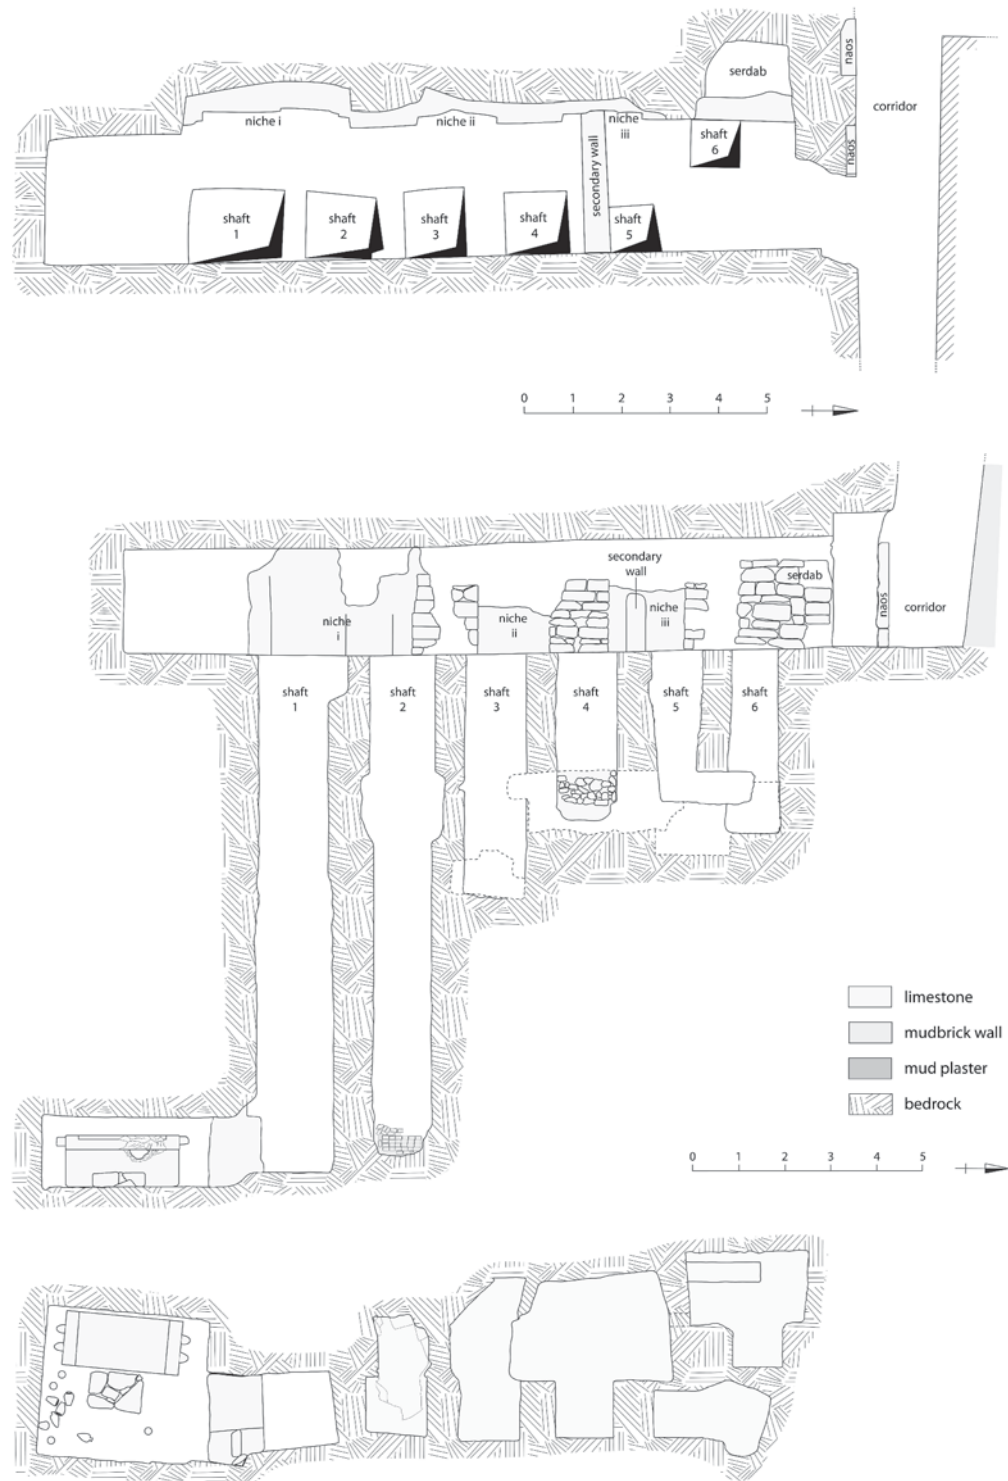 naos
serdab
corridor
niche i
niche ii
niche
iii
secondary wall
shaft
6
naos
shaft
1
shaft
2
shaft
3
shaft
4
shaft
5
0 1 2 3 4 5
secondary
wall
serdab
niche
i
niche
ii
niche
iii
naos
corridor
shaft
1
shaft
2
shaft
3
shaft
4
shaft
5
shaft
6
limestone
mudbrick wall
mud plaster
bedrock
0 1 2 3 4 5